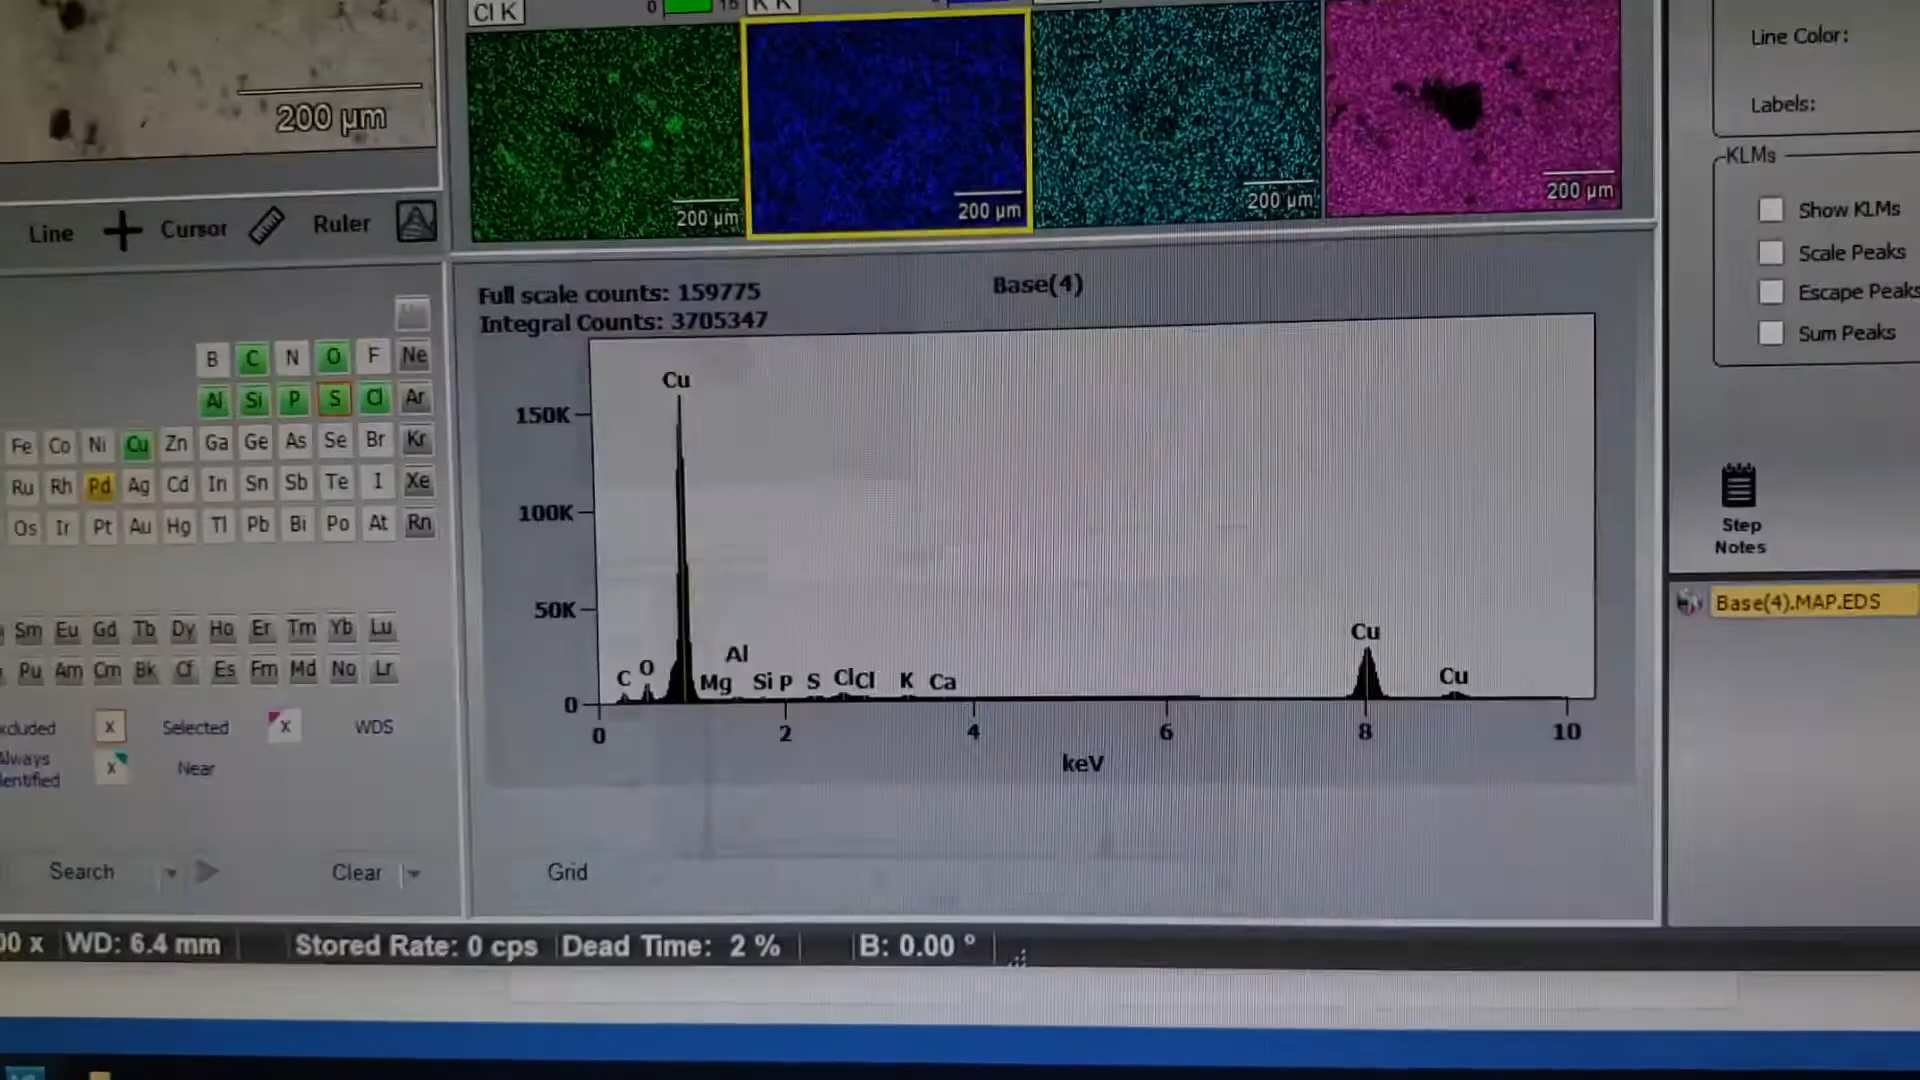 Cl K
0
15
K K
200 µm
200 µm
200 µm
200 µm
200 µm
Line Color:
Labels:
KLMs
Show KLMs
Scale Peaks
Escape Peaks
Sum Peaks
Line
Cursor
Ruler
Full scale counts: 159775
Integral Counts: 3705347
Base(4)
B C N O F Ne
Al Si P S Cl Ar
Fe Co Ni Cu Zn Ga Ge As Se Br Kr
Ru Rh Pd Ag Cd In Sn Sb Te I Xe
Os Ir Pt Au Hg Tl Pb Bi Po At Rn
Sm Eu Gd Tb Dy Ho Er Tm Yb Lu
Pu Am Cm Bk Cf Es Fm Md No Lr
xcluded
x
Selected
x
WDS
Always
dentified
x
Near
Search
Clear
150K
100K
50K
0
Cu
C O Mg Al Si P S Cl Cl K Ca
Cu
Cu
0 2 4 6 8 10
keV
Grid
Step
Notes
Base(4).MAP.EDS
00 x
WD: 6.4 mm
Stored Rate: 0 cps
Dead Time: 2 %
B: 0.00 °